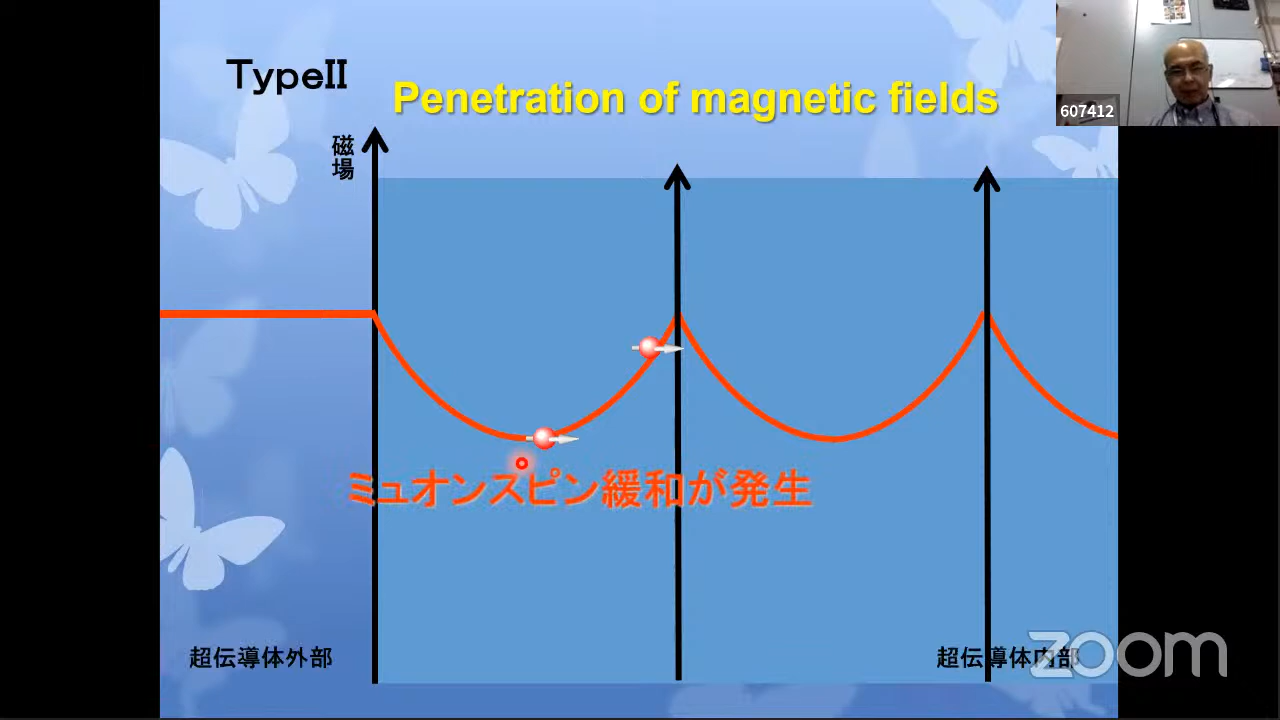 TypeII
Penetration of magnetic fields
607412
磁場
ミュオンスピン緩和が発生
超伝導体外部
超伝導体内部
zoom